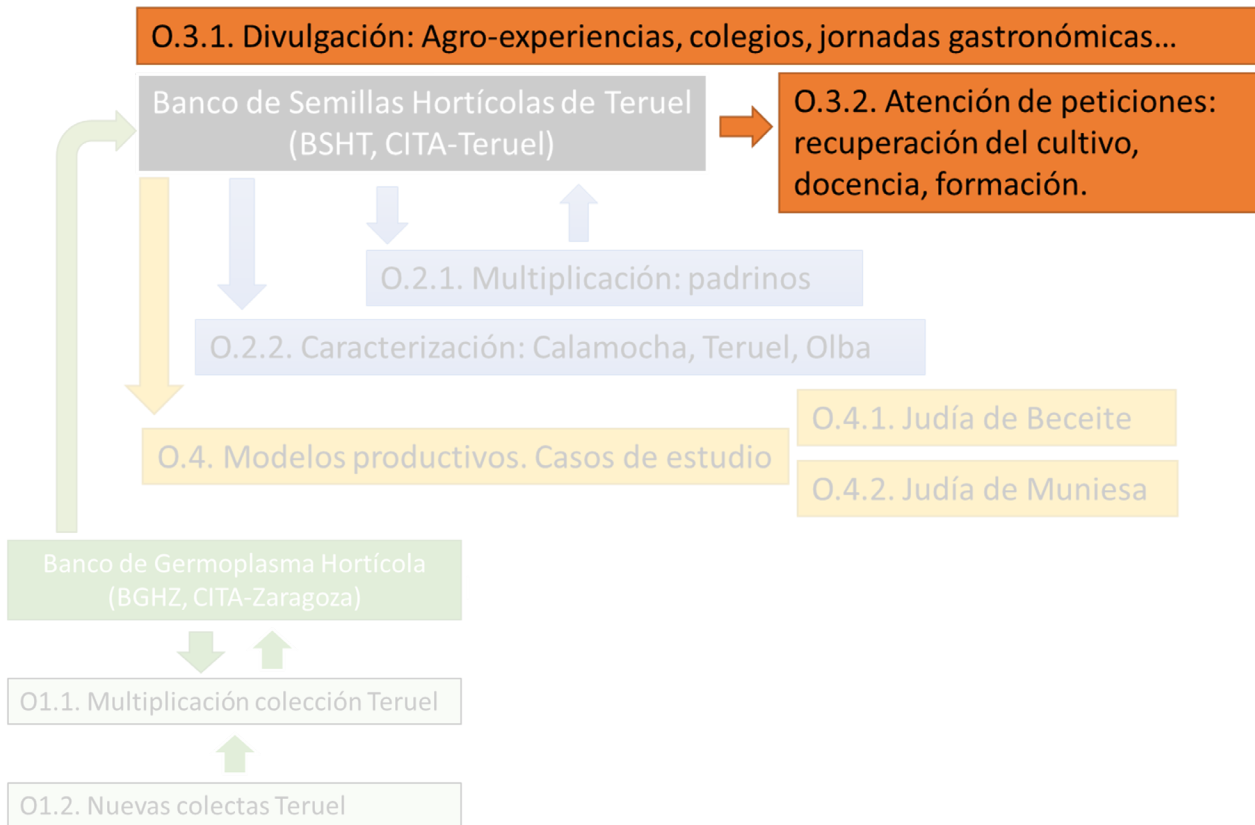 O.3.1. Divulgación: Agro-experiencias, colegios, jornadas gastronómicas…
Banco de Semillas Hortícolas de Teruel
(BSHT, CITA-Teruel)
O.3.2. Atención de peticiones:
recuperación del cultivo,
docencia, formación.
O.2.1. Multiplicación: padrinos
O.2.2. Caracterización: Calamocha, Teruel, Olba
O.4. Modelos productivos. Casos de estudio
O.4.1. Judía de Beceite
O.4.2. Judía de Muniesa
Banco de Germoplasma Hortícola
(BGHZ, CITA-Zaragoza)
O1.1. Multiplicación colección Teruel
O1.2. Nuevas colectas Teruel